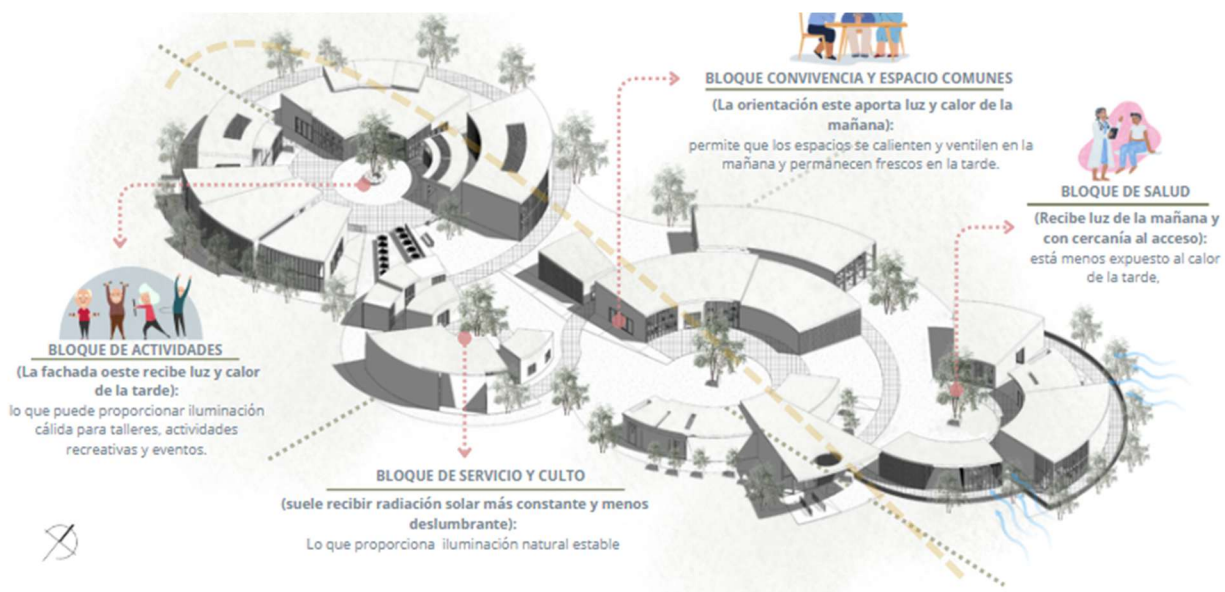 BLOQUE CONVIVENCIA Y ESPACIO COMUNES
(La orientación este aporta luz y calor de la
mañana):
permite que los espacios se calienten y ventilen en la
mañana y permanecen frescos en la tarde.
BLOQUE DE SALUD
(Recibe luz de la mañana y
con cercanía al acceso):
está menos expuesto al calor
de la tarde,
BLOQUE DE ACTIVIDADES
(La fachada oeste recibe luz y calor
de la tarde):
lo que puede proporcionar iluminación
cálida para talleres, actividades
recreativas y eventos.
BLOQUE DE SERVICIO Y CULTO
(suele recibir radiación solar más constante y menos
deslumbrante):
Lo que proporciona iluminación natural estable